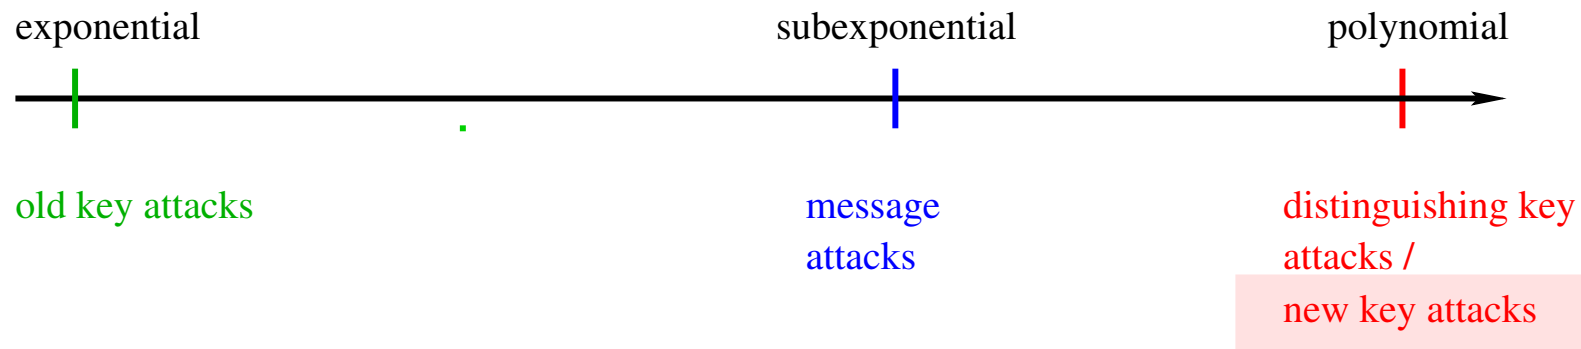 exponential
subexponential
polynomial
old key attacks
message
attacks
distinguishing key
attacks /
new key attacks